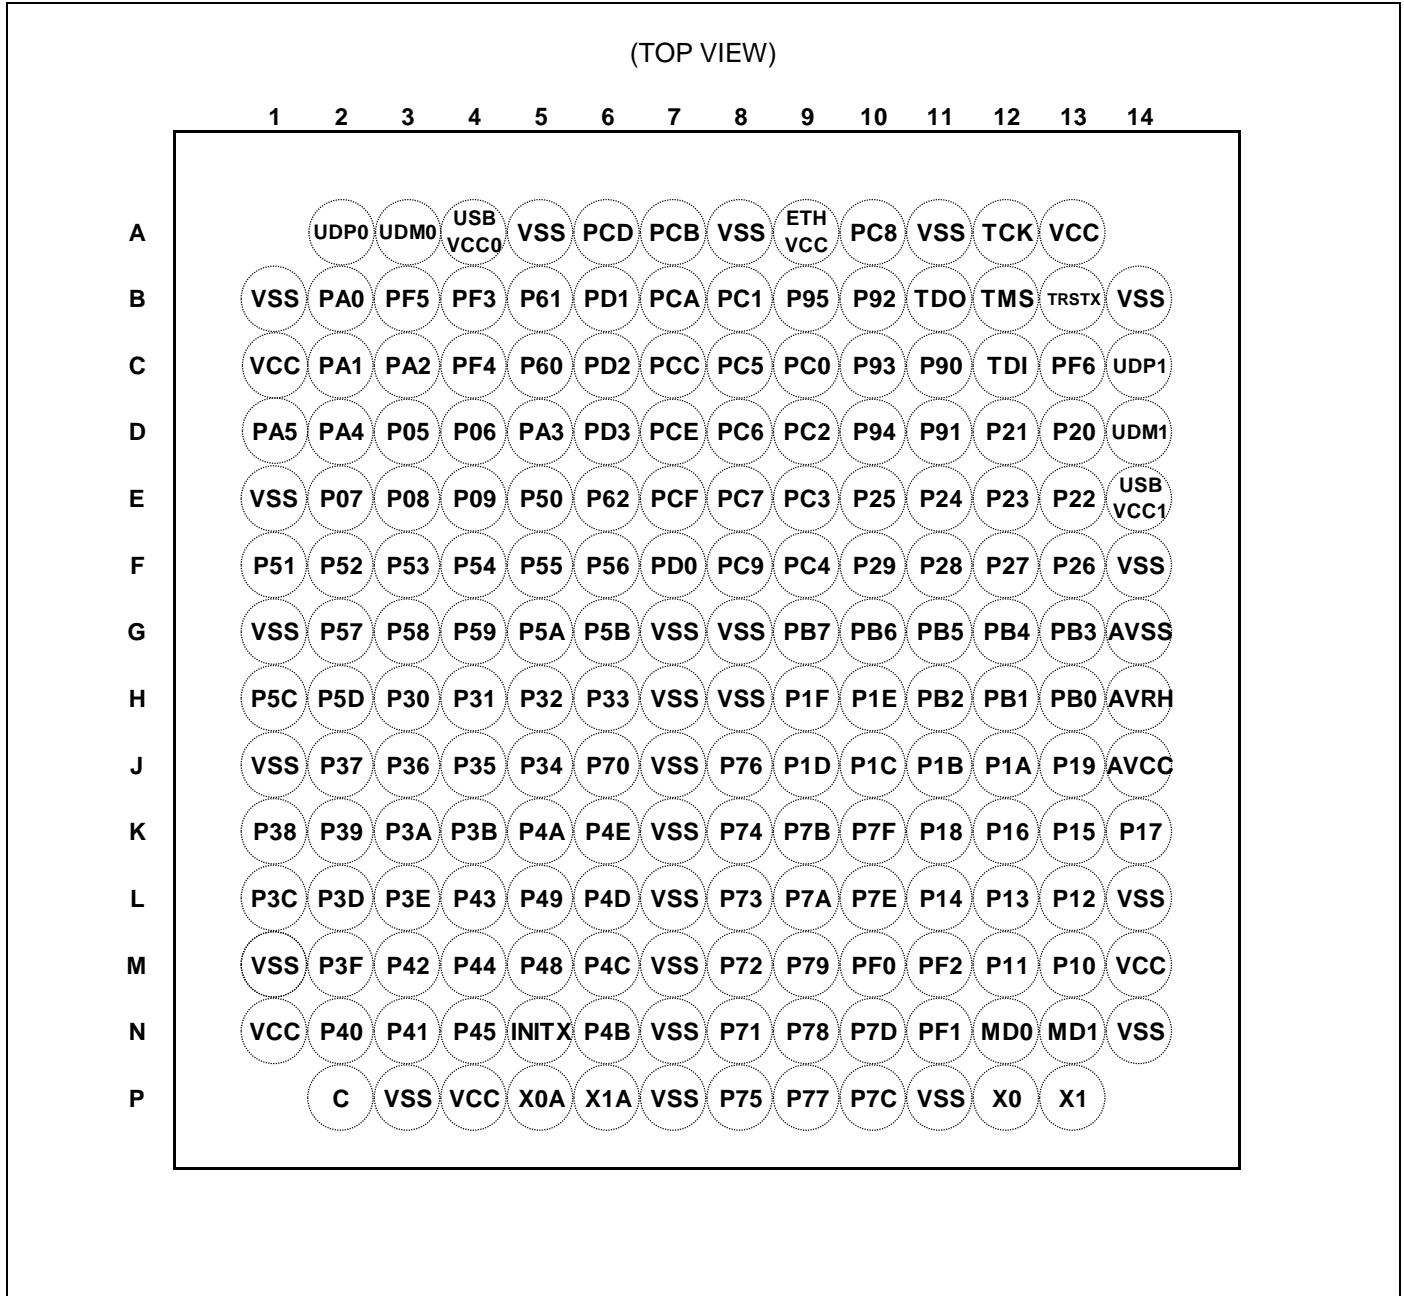 (TOP VIEW)
1 2 3 4 5 6 7 8 9 10 11 12 13 14
A UDP0 UDM0 USB VCC0 VSS PCD PCB VSS ETH VCC PC8 VSS TCK VCC
B VSS PA0 PF5 PF3 P61 PD1 PCA PC1 P95 P92 TDO TMS TRSTX VSS
C VCC PA1 PA2 PF4 P60 PD2 PCC PC5 PC0 P93 P90 TDI PF6 UDP1
D PA5 PA4 P05 P06 PA3 PD3 PCE PC6 PC2 P94 P91 P21 P20 UDM1
E VSS P07 P08 P09 P50 P62 PCF PC7 PC3 P25 P24 P23 P22 USB VCC1
F P51 P52 P53 P54 P55 P56 PD0 PC9 PC4 P29 P28 P27 P26 VSS
G VSS P57 P58 P59 P5A P5B VSS VSS PB7 PB6 PB5 PB4 PB3 AVSS
H P5C P5D P30 P31 P32 P33 VSS VSS P1F P1E PB2 PB1 PB0 AVRH
J VSS P37 P36 P35 P34 P70 VSS P76 P1D P1C P1B P1A P19 AVCC
K P38 P39 P3A P3B P4A P4E VSS P74 P7B P7F P18 P16 P15 P17
L P3C P3D P3E P43 P49 P4D VSS P73 P7A P7E P14 P13 P12 VSS
M VSS P3F P42 P44 P48 P4C VSS P72 P79 PF0 PF2 P11 P10 VCC
N VCC P40 P41 P45 INITX P4B VSS P71 P78 P7D PF1 MD0 MD1 VSS
P C VSS VCC X0A X1A VSS P75 P77 P7C VSS X0 X1